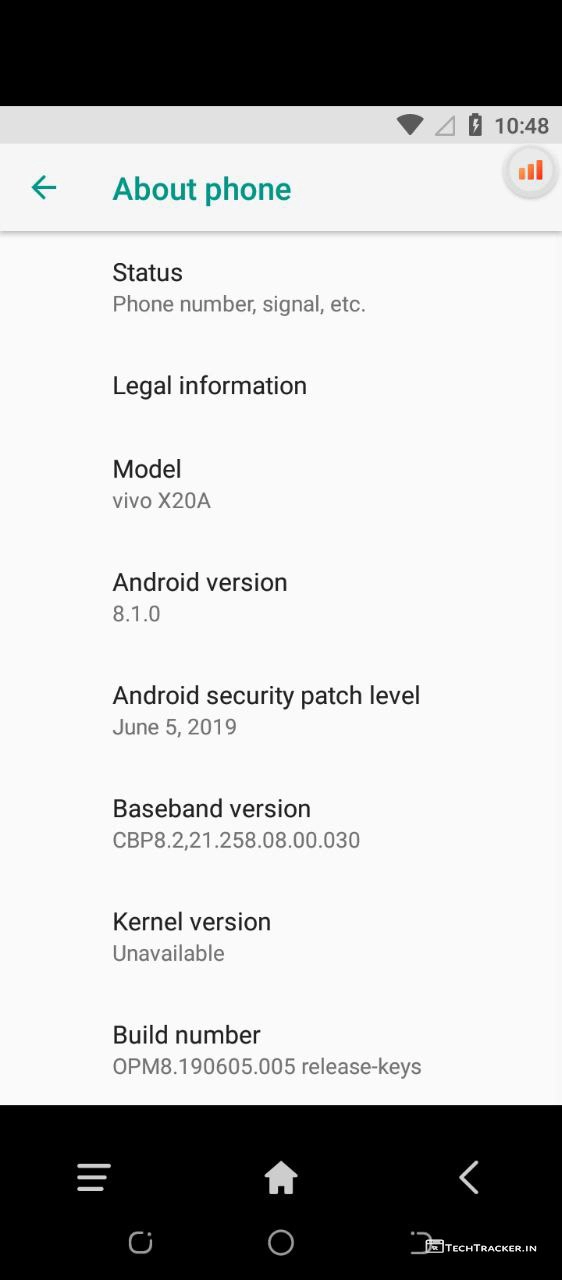 10:48
About phone
Status
Phone number, signal, etc.
Legal information
Model
vivo X20A
Android version
8.1.0
Android security patch level
June 5, 2019
Baseband version
CBP8.2,21.258.08.00.030
Kernel version
Unavailable
Build number
OPM8.190605.005 release-keys
TECHTRACKER.IN